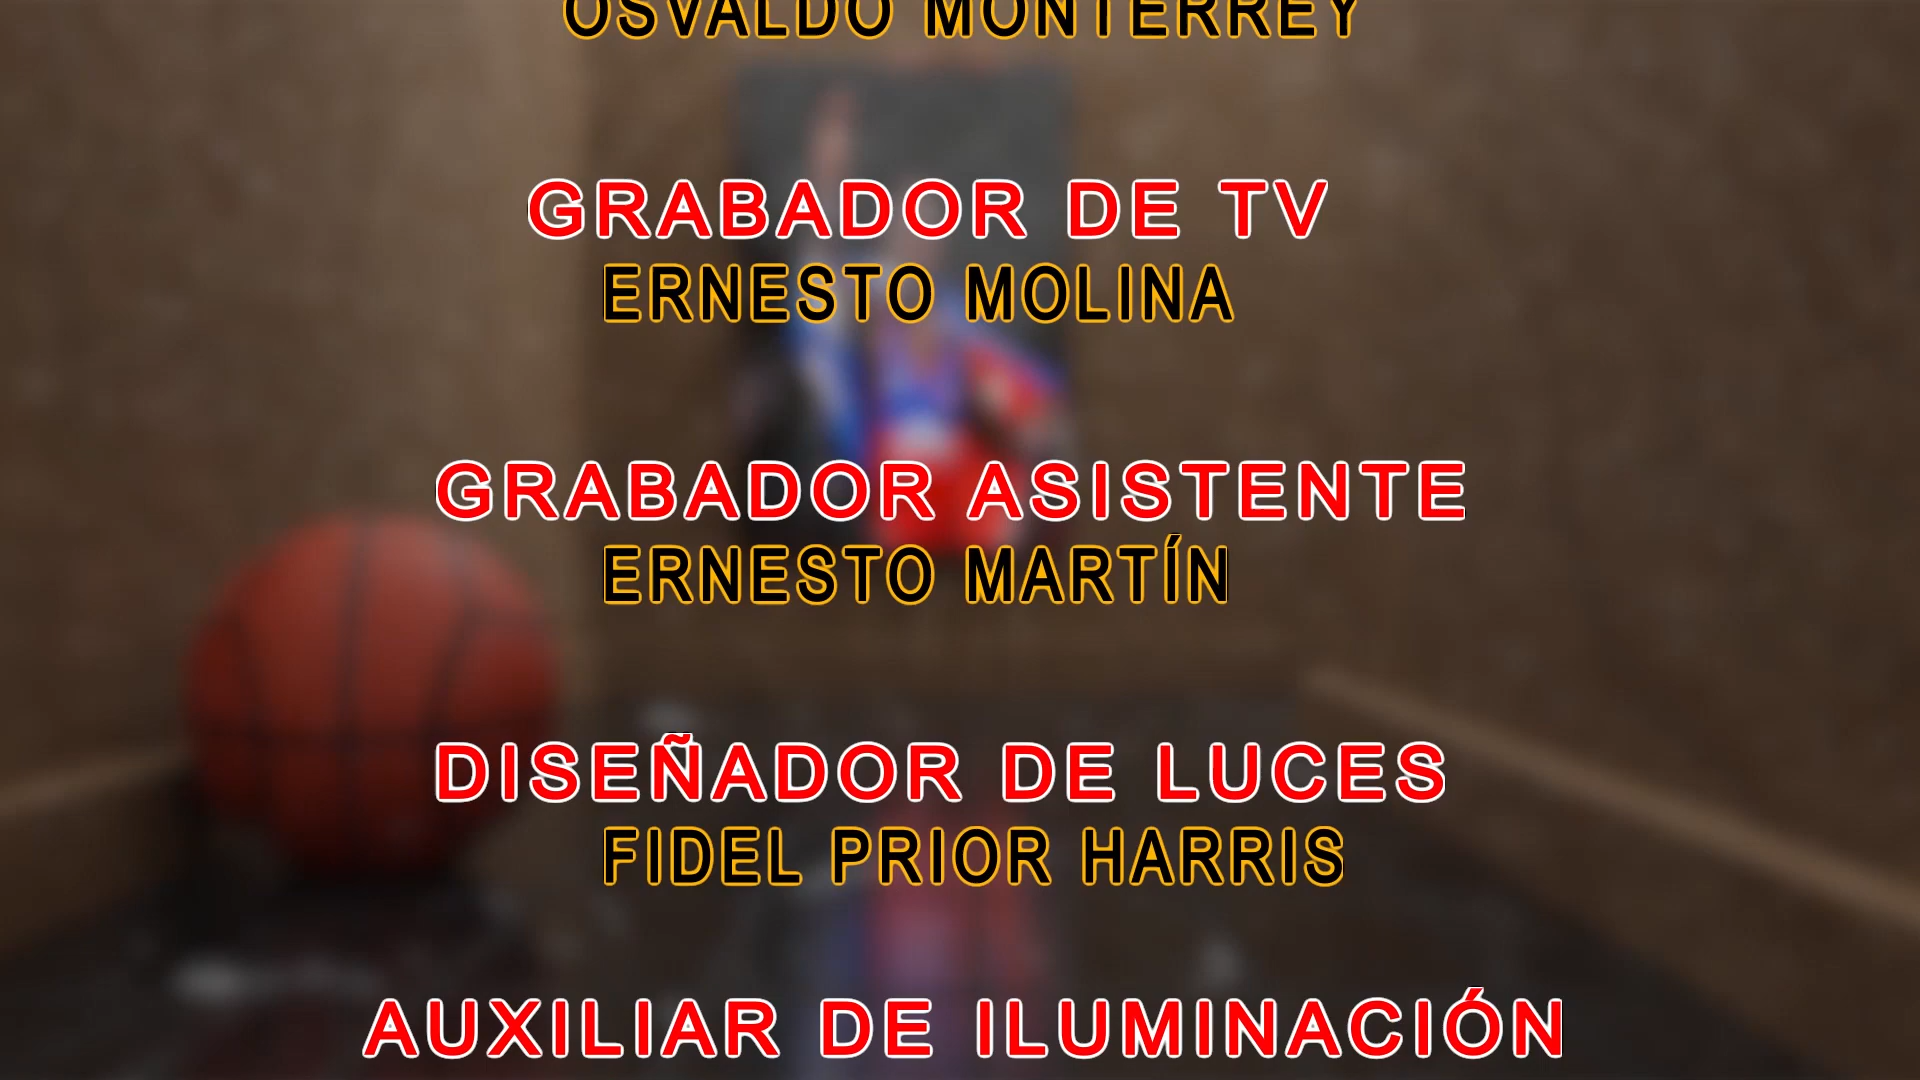 OSVALDO MONTERREY
GRABADOR DE TV
ERNESTO MOLINA
GRABADOR ASISTENTE
ERNESTO MARTÍN
DISEÑADOR DE LUCES
FIDEL PRIOR HARRIS
AUXILIAR DE ILUMINACIÓN